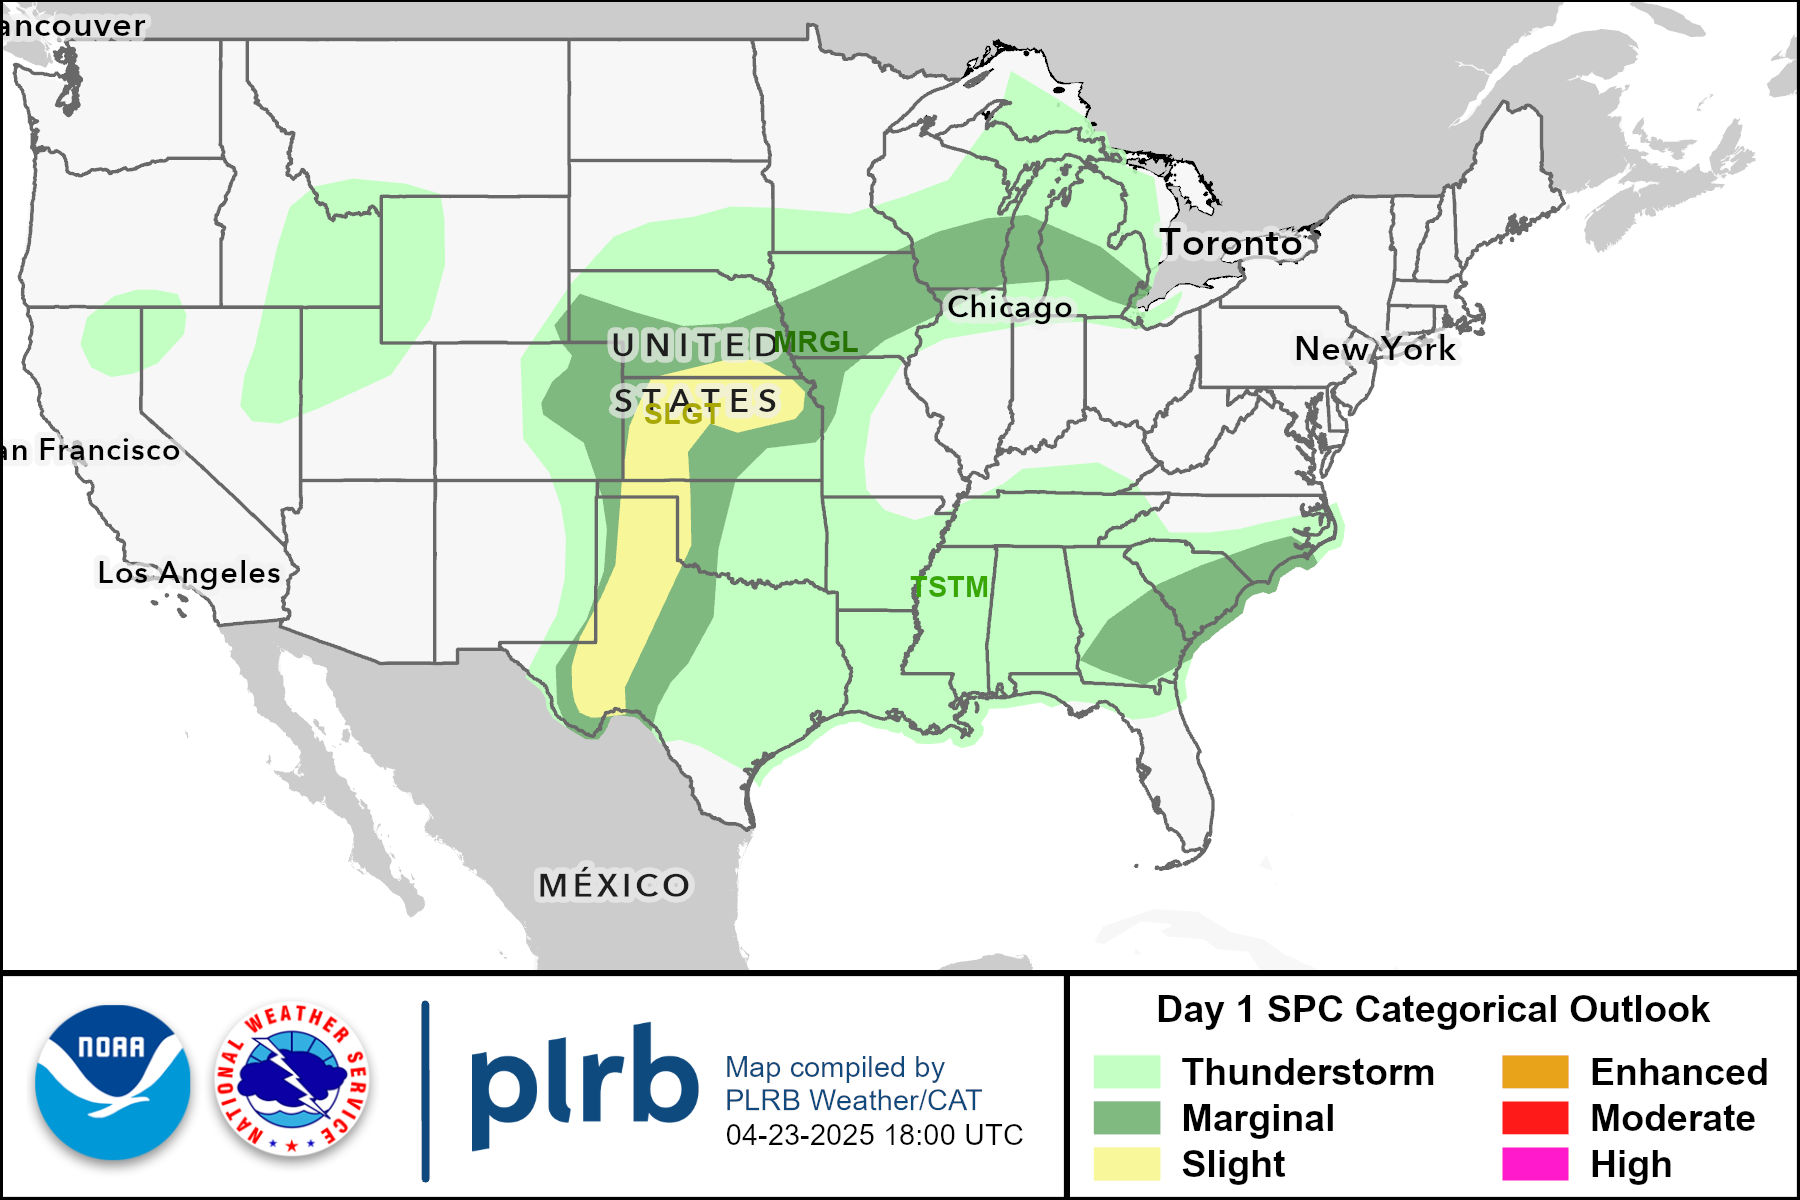 ancouver
Toronto
Chicago
UNITED
MRGL
New York
STATES
SLGT
an Francisco
Los Angeles
TSTM
MÉXICO
NOAA
NATIONAL WEATHER SERVICE
plrb
Map compiled by
PLRB Weather/CAT
04-23-2025 18:00 UTC
Day 1 SPC Categorical Outlook
Thunderstorm
Enhanced
Marginal
Moderate
Slight
High